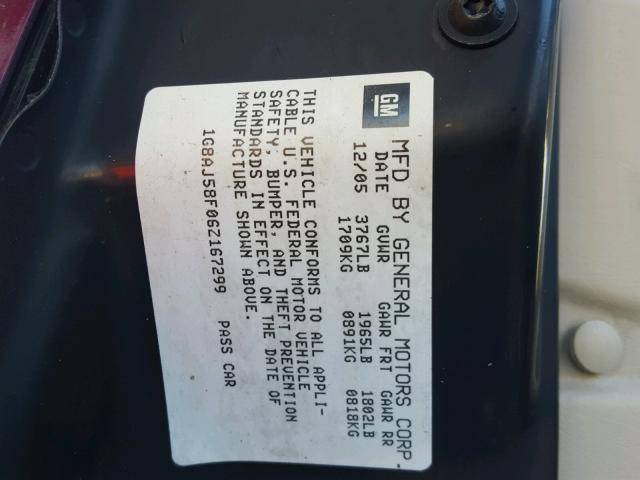 GM MFD BY GENERAL MOTORS CORP.
DATE GVWR GAWR FRT GAWR RR
12/05 3767LB 1965LB 1802LB
1709KG 0891KG 0818KG
THIS VEHICLE CONFORMS TO ALL APPLI-
CABLE U.S. FEDERAL MOTOR VEHICLE
SAFETY, BUMPER, AND THEFT PREVENTION
STANDARDS IN EFFECT ON THE DATE OF
MANUFACTURE SHOWN ABOVE.
1G8AJ58F06Z167299 PASS CAR